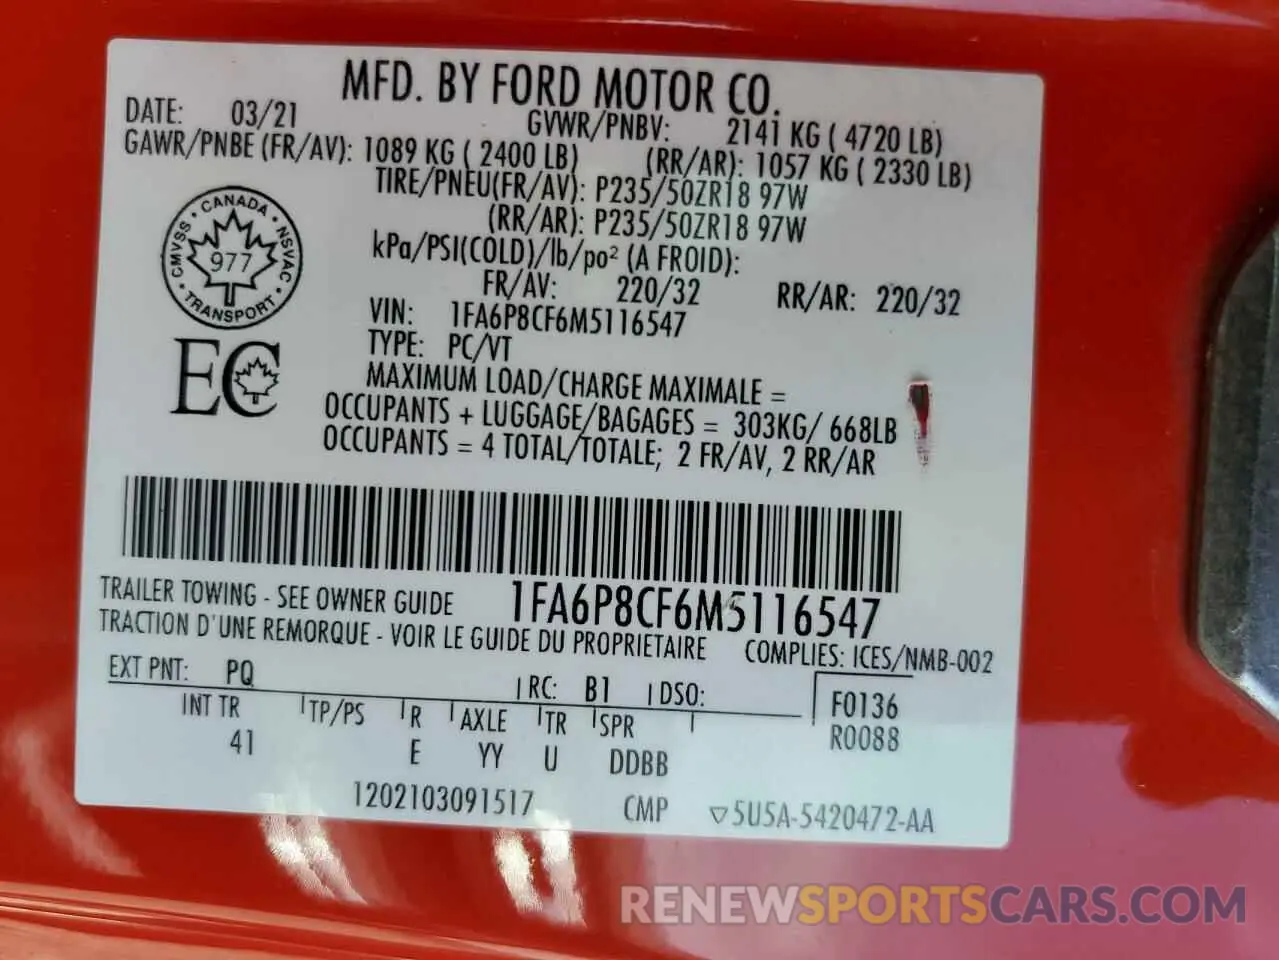 MFD. BY FORD MOTOR CO.
DATE: 03/21 GVWR/PNBV: 2141 KG ( 4720 LB)
GAWR/PNBE (FR/AV): 1089 KG ( 2400 LB) (RR/AR): 1057 KG ( 2330 LB)
TIRE/PNEU(FR/AV): P235/50ZR18 97W
(RR/AR): P235/50ZR18 97W
kPa/PSI(COLD)/lb/po² (A FROID):
FR/AV: 220/32 RR/AR: 220/32
CANADA
CMVSS • NSVAC
977
TRANSPORT
VIN: 1FA6P8CF6M5116547
TYPE: PC/VT
EC
MAXIMUM LOAD/CHARGE MAXIMALE =
OCCUPANTS + LUGGAGE/BAGAGES = 303KG/ 668LB
OCCUPANTS = 4 TOTAL/TOTALE; 2 FR/AV, 2 RR/AR
TRAILER TOWING - SEE OWNER GUIDE 1FA6P8CF6M5116547
TRACTION D'UNE REMORQUE - VOIR LE GUIDE DU PROPRIETAIRE COMPLIES: ICES/NMB-002
EXT PNT: PQ RC: B1 DSO: F0136
INT TR TP/PS R AXLE TR SPR R0088
41 E YY U DDBB
1202103091517 CMP ▽5U5A-5420472-AA
RENEWSPORTSCARS.COM